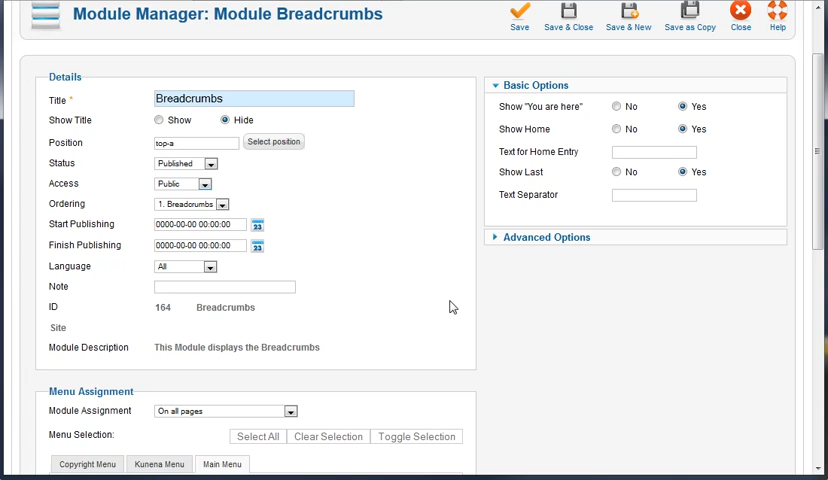 Module Manager: Module Breadcrumbs
Save
Save & Close
Save & New
Save as Copy
Close
Help
Details
Title *
Breadcrumbs
Show Title
Show
Hide
Position
top-a
Select position
Status
Published
Access
Public
Ordering
1. Breadcrumbs
Start Publishing
0000-00-00 00:00:00
23
Finish Publishing
0000-00-00 00:00:00
23
Language
All
Note
ID
164
Breadcrumbs
Site
Module Description
This Module displays the Breadcrumbs
Basic Options
Show "You are here"
No
Yes
Show Home
No
Yes
Text for Home Entry
Show Last
No
Yes
Text Separator
Advanced Options
Menu Assignment
Module Assignment
On all pages
Menu Selection:
Select All
Clear Selection
Toggle Selection
Copyright Menu
Kunena Menu
Main Menu